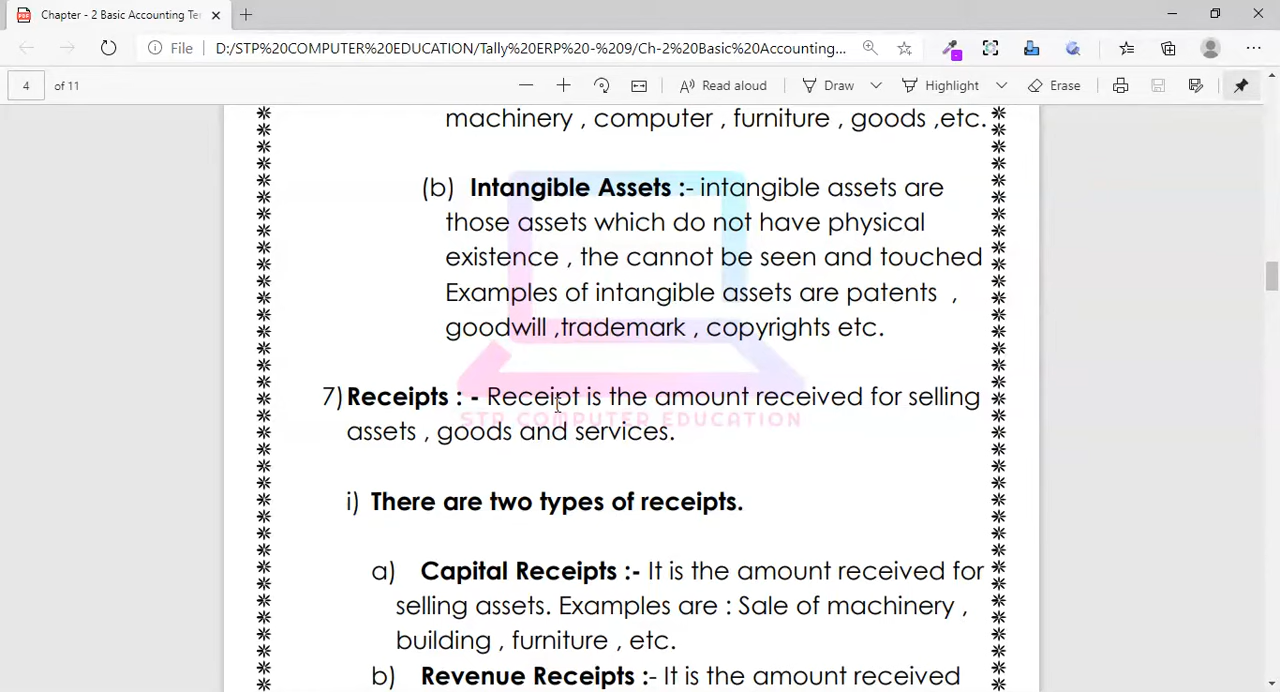 Chapter - 2 Basic Accounting Ter
File D:/STP%20COMPUTER%20EDUCATION/Tally%20ERP%20-%209/Ch-2%20Basic%20Accounting...
4 of 11 Read aloud Draw Highlight Erase
machinery , computer , furniture , goods ,etc.
(b) Intangible Assets :- intangible assets are
those assets which do not have physical
existence , the cannot be seen and touched
Examples of intangible assets are patents ,
goodwill ,trademark , copyrights etc.
7) Receipts : - Receipt is the amount received for selling
STP COMPUTER EDUCATION
assets , goods and services.
i) There are two types of receipts.
a) Capital Receipts :- It is the amount received for
selling assets. Examples are : Sale of machinery ,
building , furniture , etc.
b) Revenue Receipts :- It is the amount received